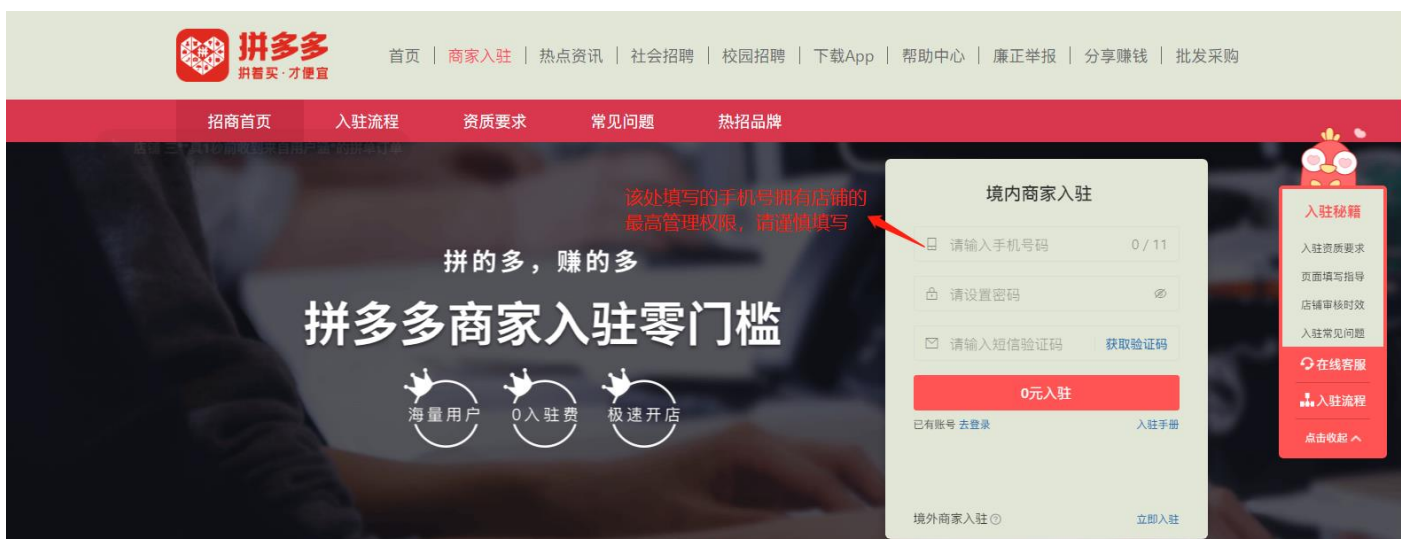 拼多多
拼着买·才便宜
首页 | 商家入驻 | 热点资讯 | 社会招聘 | 校园招聘 | 下载App | 帮助中心 | 廉正举报 | 分享赚钱 | 批发采购
招商首页 入驻流程 资质要求 常见问题 热招品牌
该处填写的手机号拥有店铺的
最高管理权限，请谨慎填写
拼的多，赚的多
拼多多商家入驻零门槛
海量用户 0入驻费 极速开店
境内商家入驻
请输入手机号码 0 / 11
请设置密码
请输入短信验证码 获取验证码
0元入驻
已有账号 去登录 入驻手册
境外商家入驻 立即入驻
入驻秘籍
入驻资质要求
页面填写指导
店铺审核时效
入驻常见问题
在线客服
入驻流程
点击收起